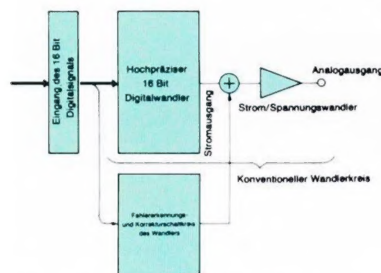 Eingang des 16 Bit
Digitalsignals
Hochpräziser
16 Bit
Digitalwandler
Stromausgang
Analogausgang
Strom/Spannungswandler
Konventioneller Wandlerkreis
Fehlererkennungs-
und Korrekturschaltkreis
des Wandlers